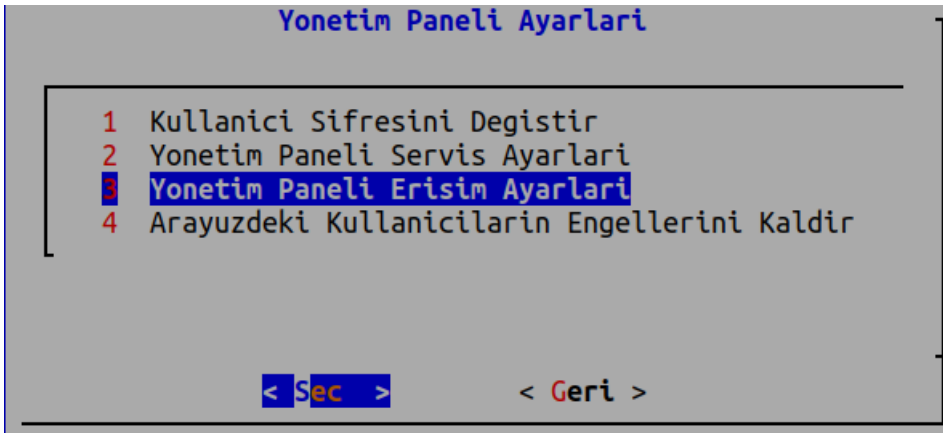 Yonetim Paneli Ayarlari
1 Kullanici Sifresini Degistir
2 Yonetim Paneli Servis Ayarlari
3 Yonetim Paneli Erisim Ayarlari
4 Arayuzdeki Kullanicilarin Engellerini Kaldir
< Sec > < Geri >